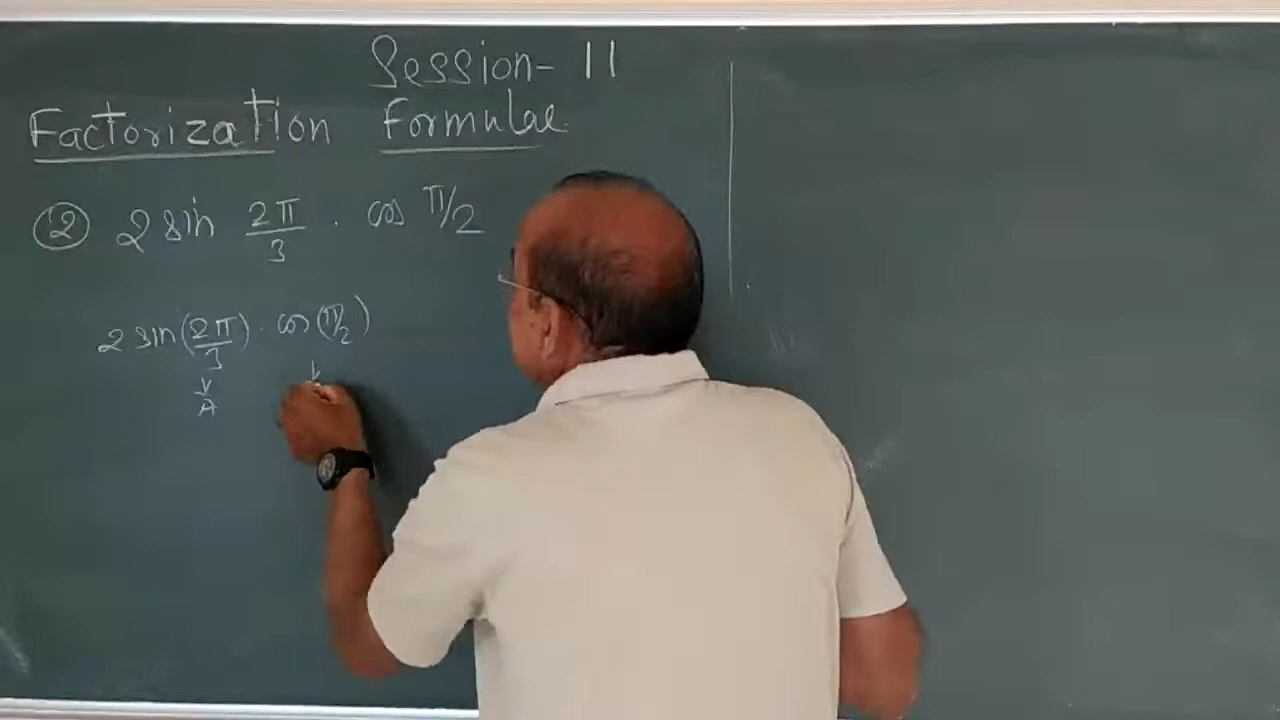 Session- 11
Factorization Formulae
② 2 sin 2π/3 . cos π/2
2 sin(2π/3) . cos(π/2)
A